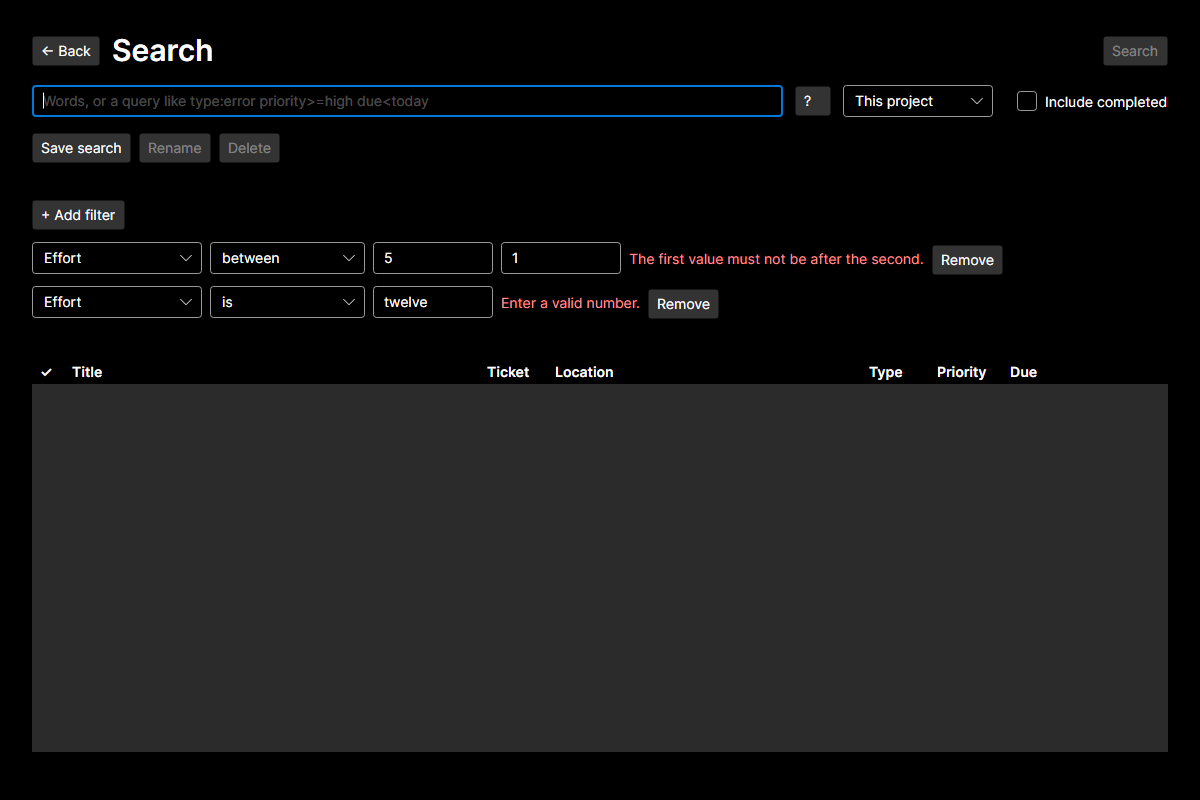 ← Back Search Search
Words, or a query like type:error priority>=high due<today ? This project Include completed
Save search Rename Delete
+ Add filter
Effort between 5 1 The first value must not be after the second. Remove
Effort is twelve Enter a valid number. Remove
✓ Title Ticket Location Type Priority Due